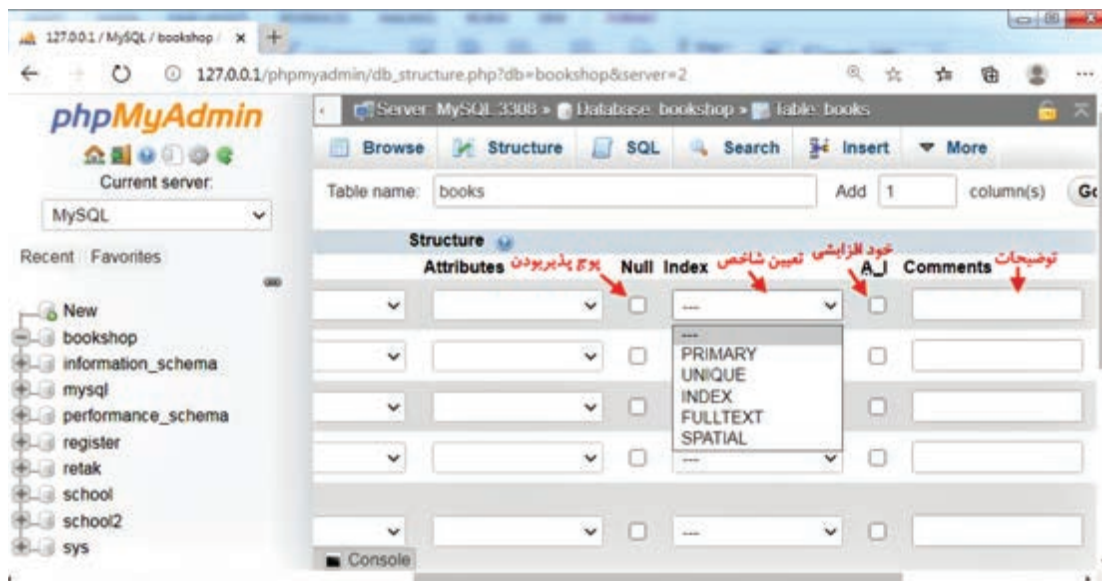 127.0.0.1 / MySQL / bookshop /
127.0.0.1/phpmyadmin/db_structure.php?db=bookshop&server=2
phpMyAdmin
Current server:
MySQL
Recent Favorites
New
bookshop
information_schema
mysql
performance_schema
register
retak
school
school2
sys
Server: MySQL:3308 » Database: bookshop » Table: books
Browse Structure SQL Search Insert More
Table name: books Add 1 column(s) Go
Structure
Attributes پوچ پذیربودن Null Index تعیین شاخص خود افزایشی A_I Comments توضیحات
---
---
PRIMARY
UNIQUE
INDEX
FULLTEXT
SPATIAL
---
---
Console